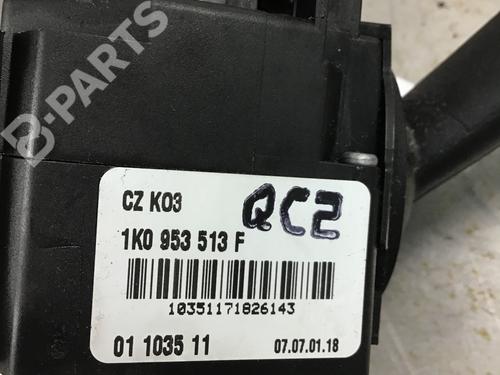 B-PARTS
CZ K03 QC2
1K0 953 513 F
10351171826143
01 1035 11 07.07.01.18